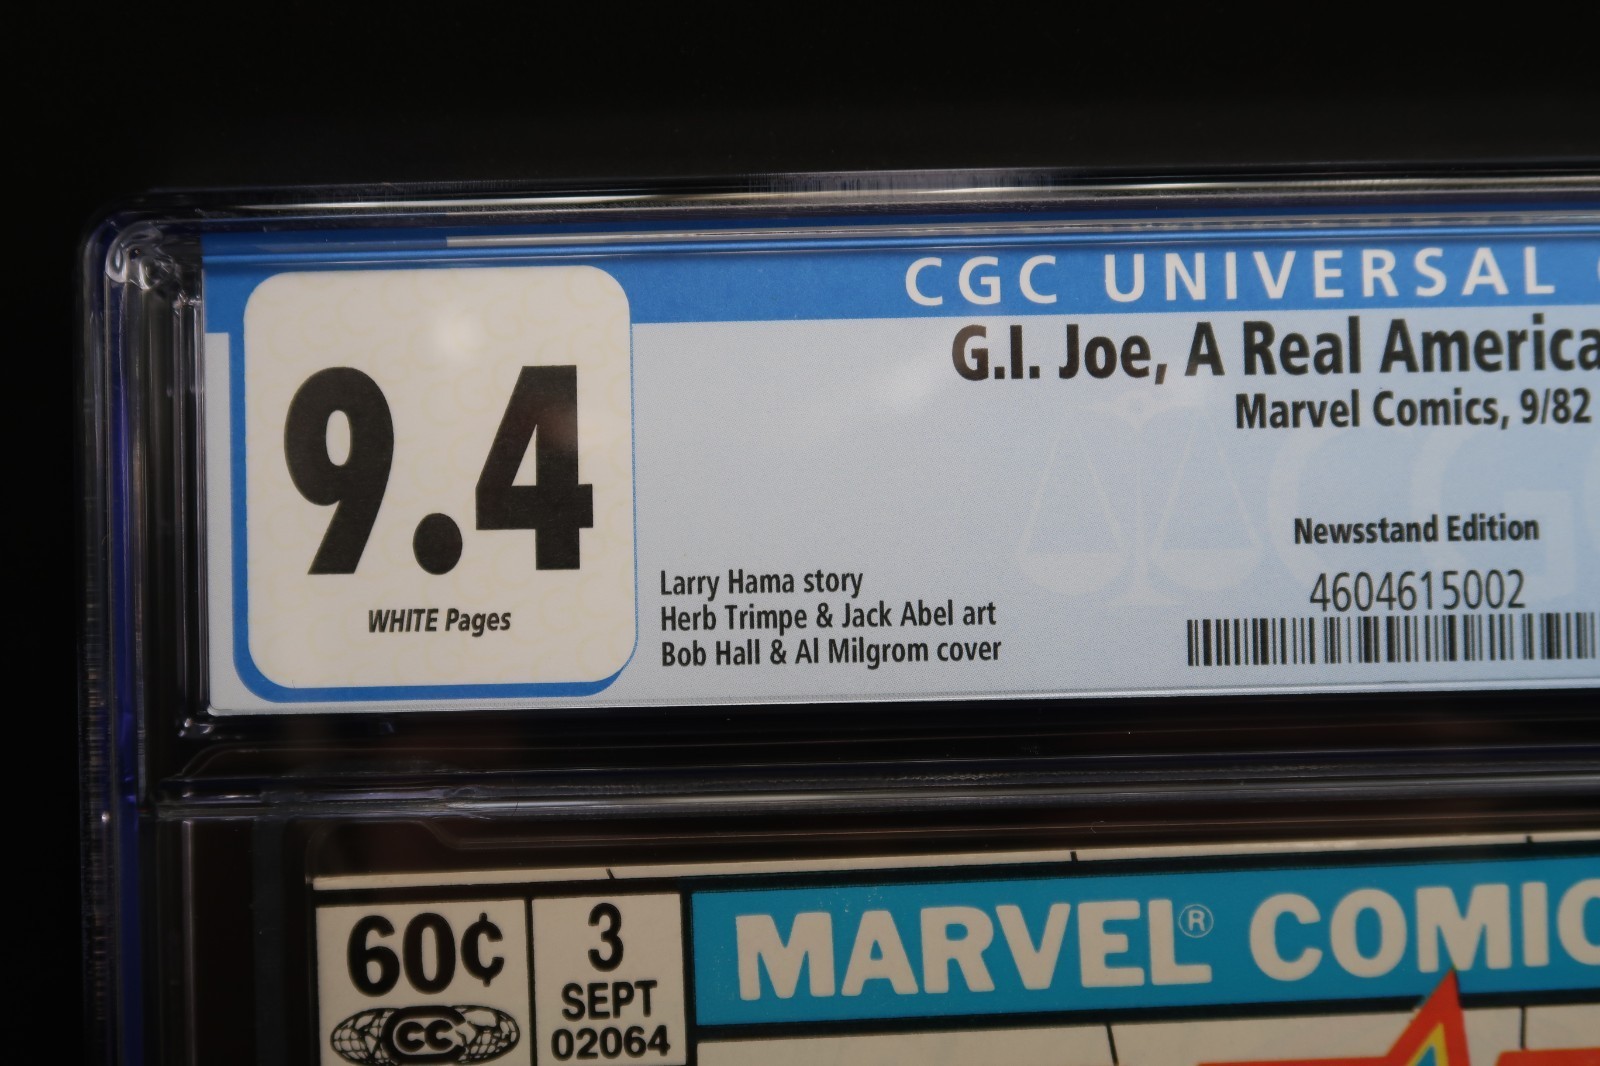 CGC UNIVERSAL
G.I. Joe, A Real America
Marvel Comics, 9/82
9.4
WHITE Pages
Newsstand Edition
4604615002
Larry Hama story
Herb Trimpe & Jack Abel art
Bob Hall & Al Milgrom cover
60¢
CC
3
SEPT
02064
MARVEL® COMIC